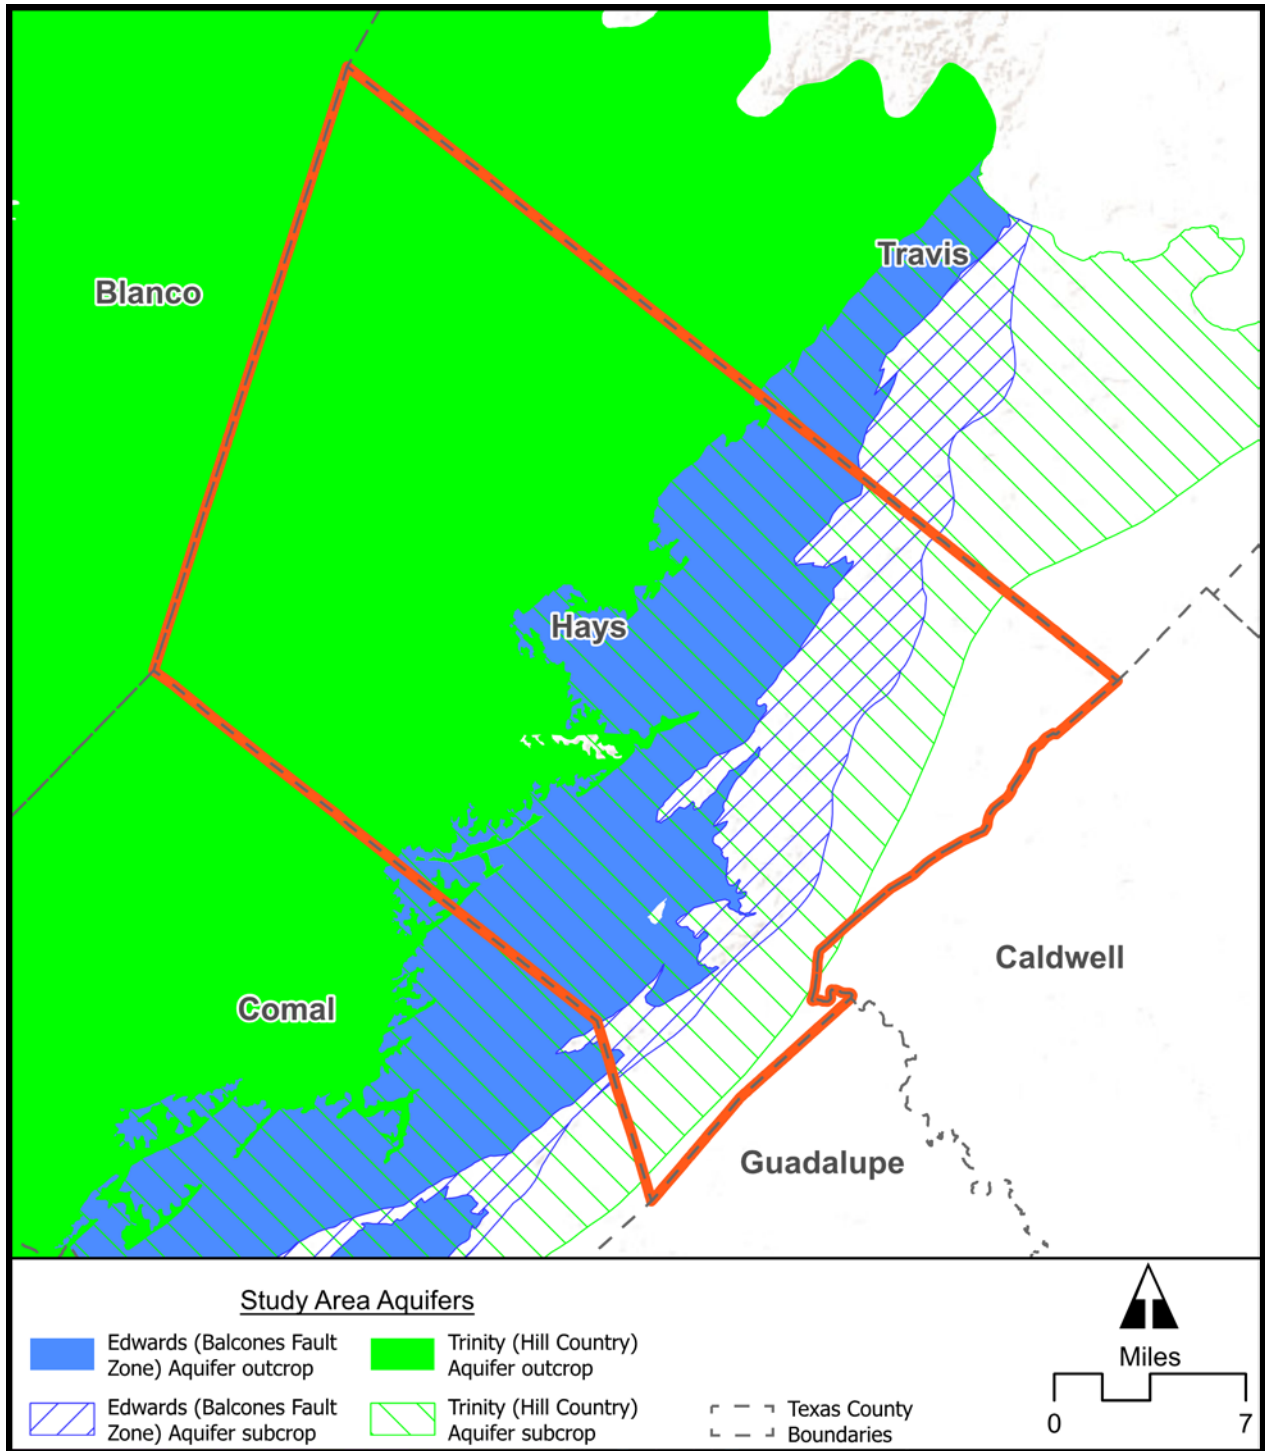 Travis
Blanco
Hays
Caldwell
Comal
Guadalupe
Study Area Aquifers
Edwards (Balcones Fault
Zone) Aquifer outcrop
Trinity (Hill Country)
Aquifer outcrop
Edwards (Balcones Fault
Zone) Aquifer subcrop
Trinity (Hill Country)
Aquifer subcrop
Texas County
Boundaries
Miles
0 7